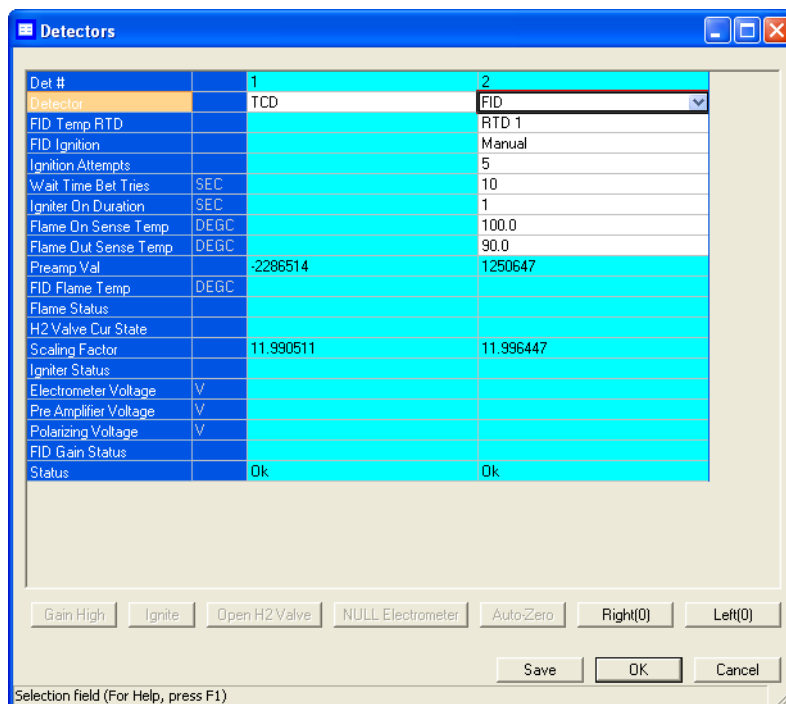 Detectors
Det # 1 2
Detector TCD FID
FID Temp RTD RTD 1
FID Ignition Manual
Ignition Attempts 5
Wait Time Bet Tries SEC 10
Igniter On Duration SEC 1
Flame On Sense Temp DEGC 100.0
Flame Out Sense Temp DEGC 90.0
Preamp Val -2286514 1250647
FID Flame Temp DEGC
Flame Status
H2 Valve Cur State
Scaling Factor 11.990511 11.996447
Igniter Status
Electrometer Voltage V
Pre Amplifier Voltage V
Polarizing Voltage V
FID Gain Status
Status Ok Ok
Gain High Ignite Open H2 Valve NULL Electrometer Auto-Zero Right(0) Left(0)
Save OK Cancel
Selection field (For Help, press F1)